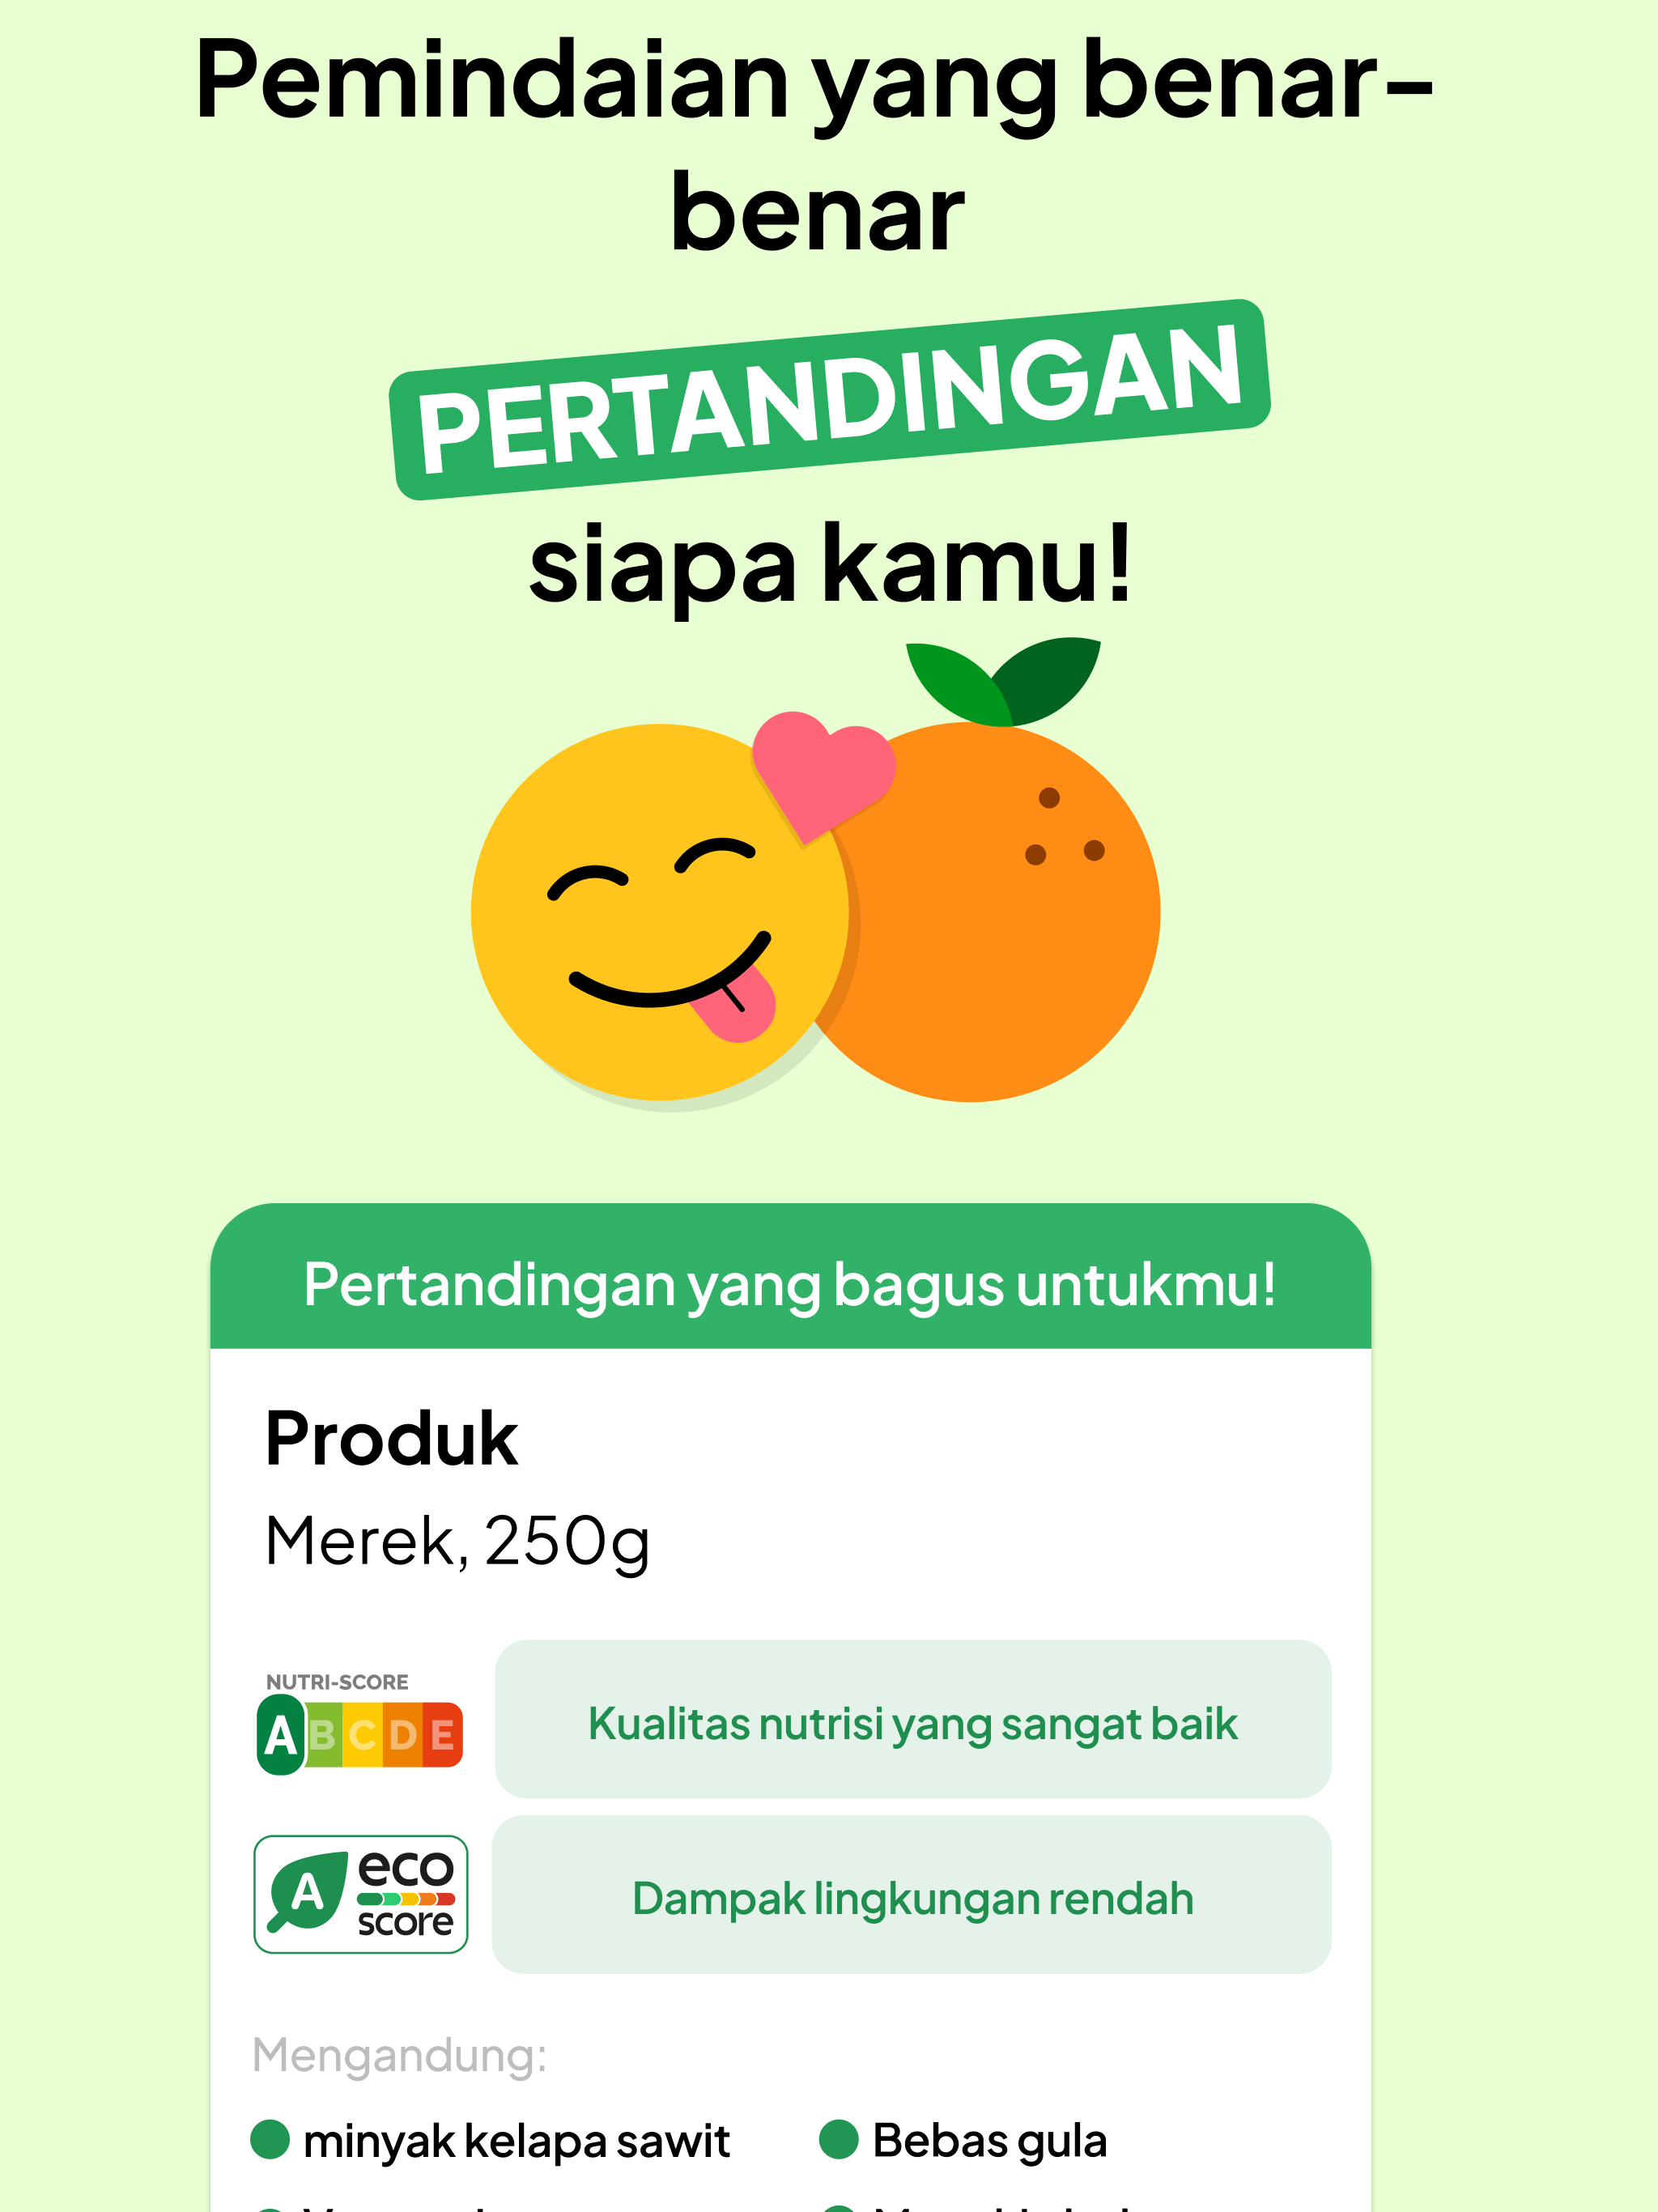 Pemindaian yang benar-
benar
PERTANDINGAN
siapa kamu!
Pertandingan yang bagus untukmu!
Produk
Merek, 250g
NUTRI-SCORE
A B C D E
Kualitas nutrisi yang sangat baik
A
eco
score
Dampak lingkungan rendah
Mengandung:
minyak kelapa sawit
Bebas gula